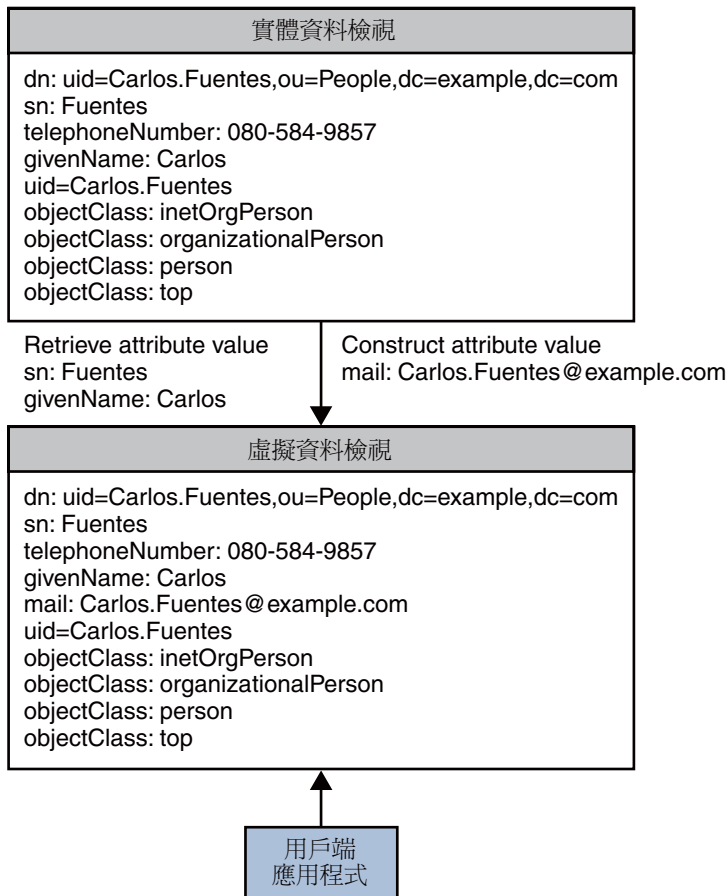 實體資料檢視
dn: uid=Carlos.Fuentes,ou=People,dc=example,dc=com
sn: Fuentes
telephoneNumber: 080-584-9857
givenName: Carlos
uid=Carlos.Fuentes
objectClass: inetOrgPerson
objectClass: organizationalPerson
objectClass: person
objectClass: top
Retrieve attribute value
sn: Fuentes
givenName: Carlos
Construct attribute value
mail: Carlos.Fuentes@example.com
虛擬資料檢視
dn: uid=Carlos.Fuentes,ou=People,dc=example,dc=com
sn: Fuentes
telephoneNumber: 080-584-9857
givenName: Carlos
mail: Carlos.Fuentes@example.com
uid=Carlos.Fuentes
objectClass: inetOrgPerson
objectClass: organizationalPerson
objectClass: person
objectClass: top
用戶端
應用程式